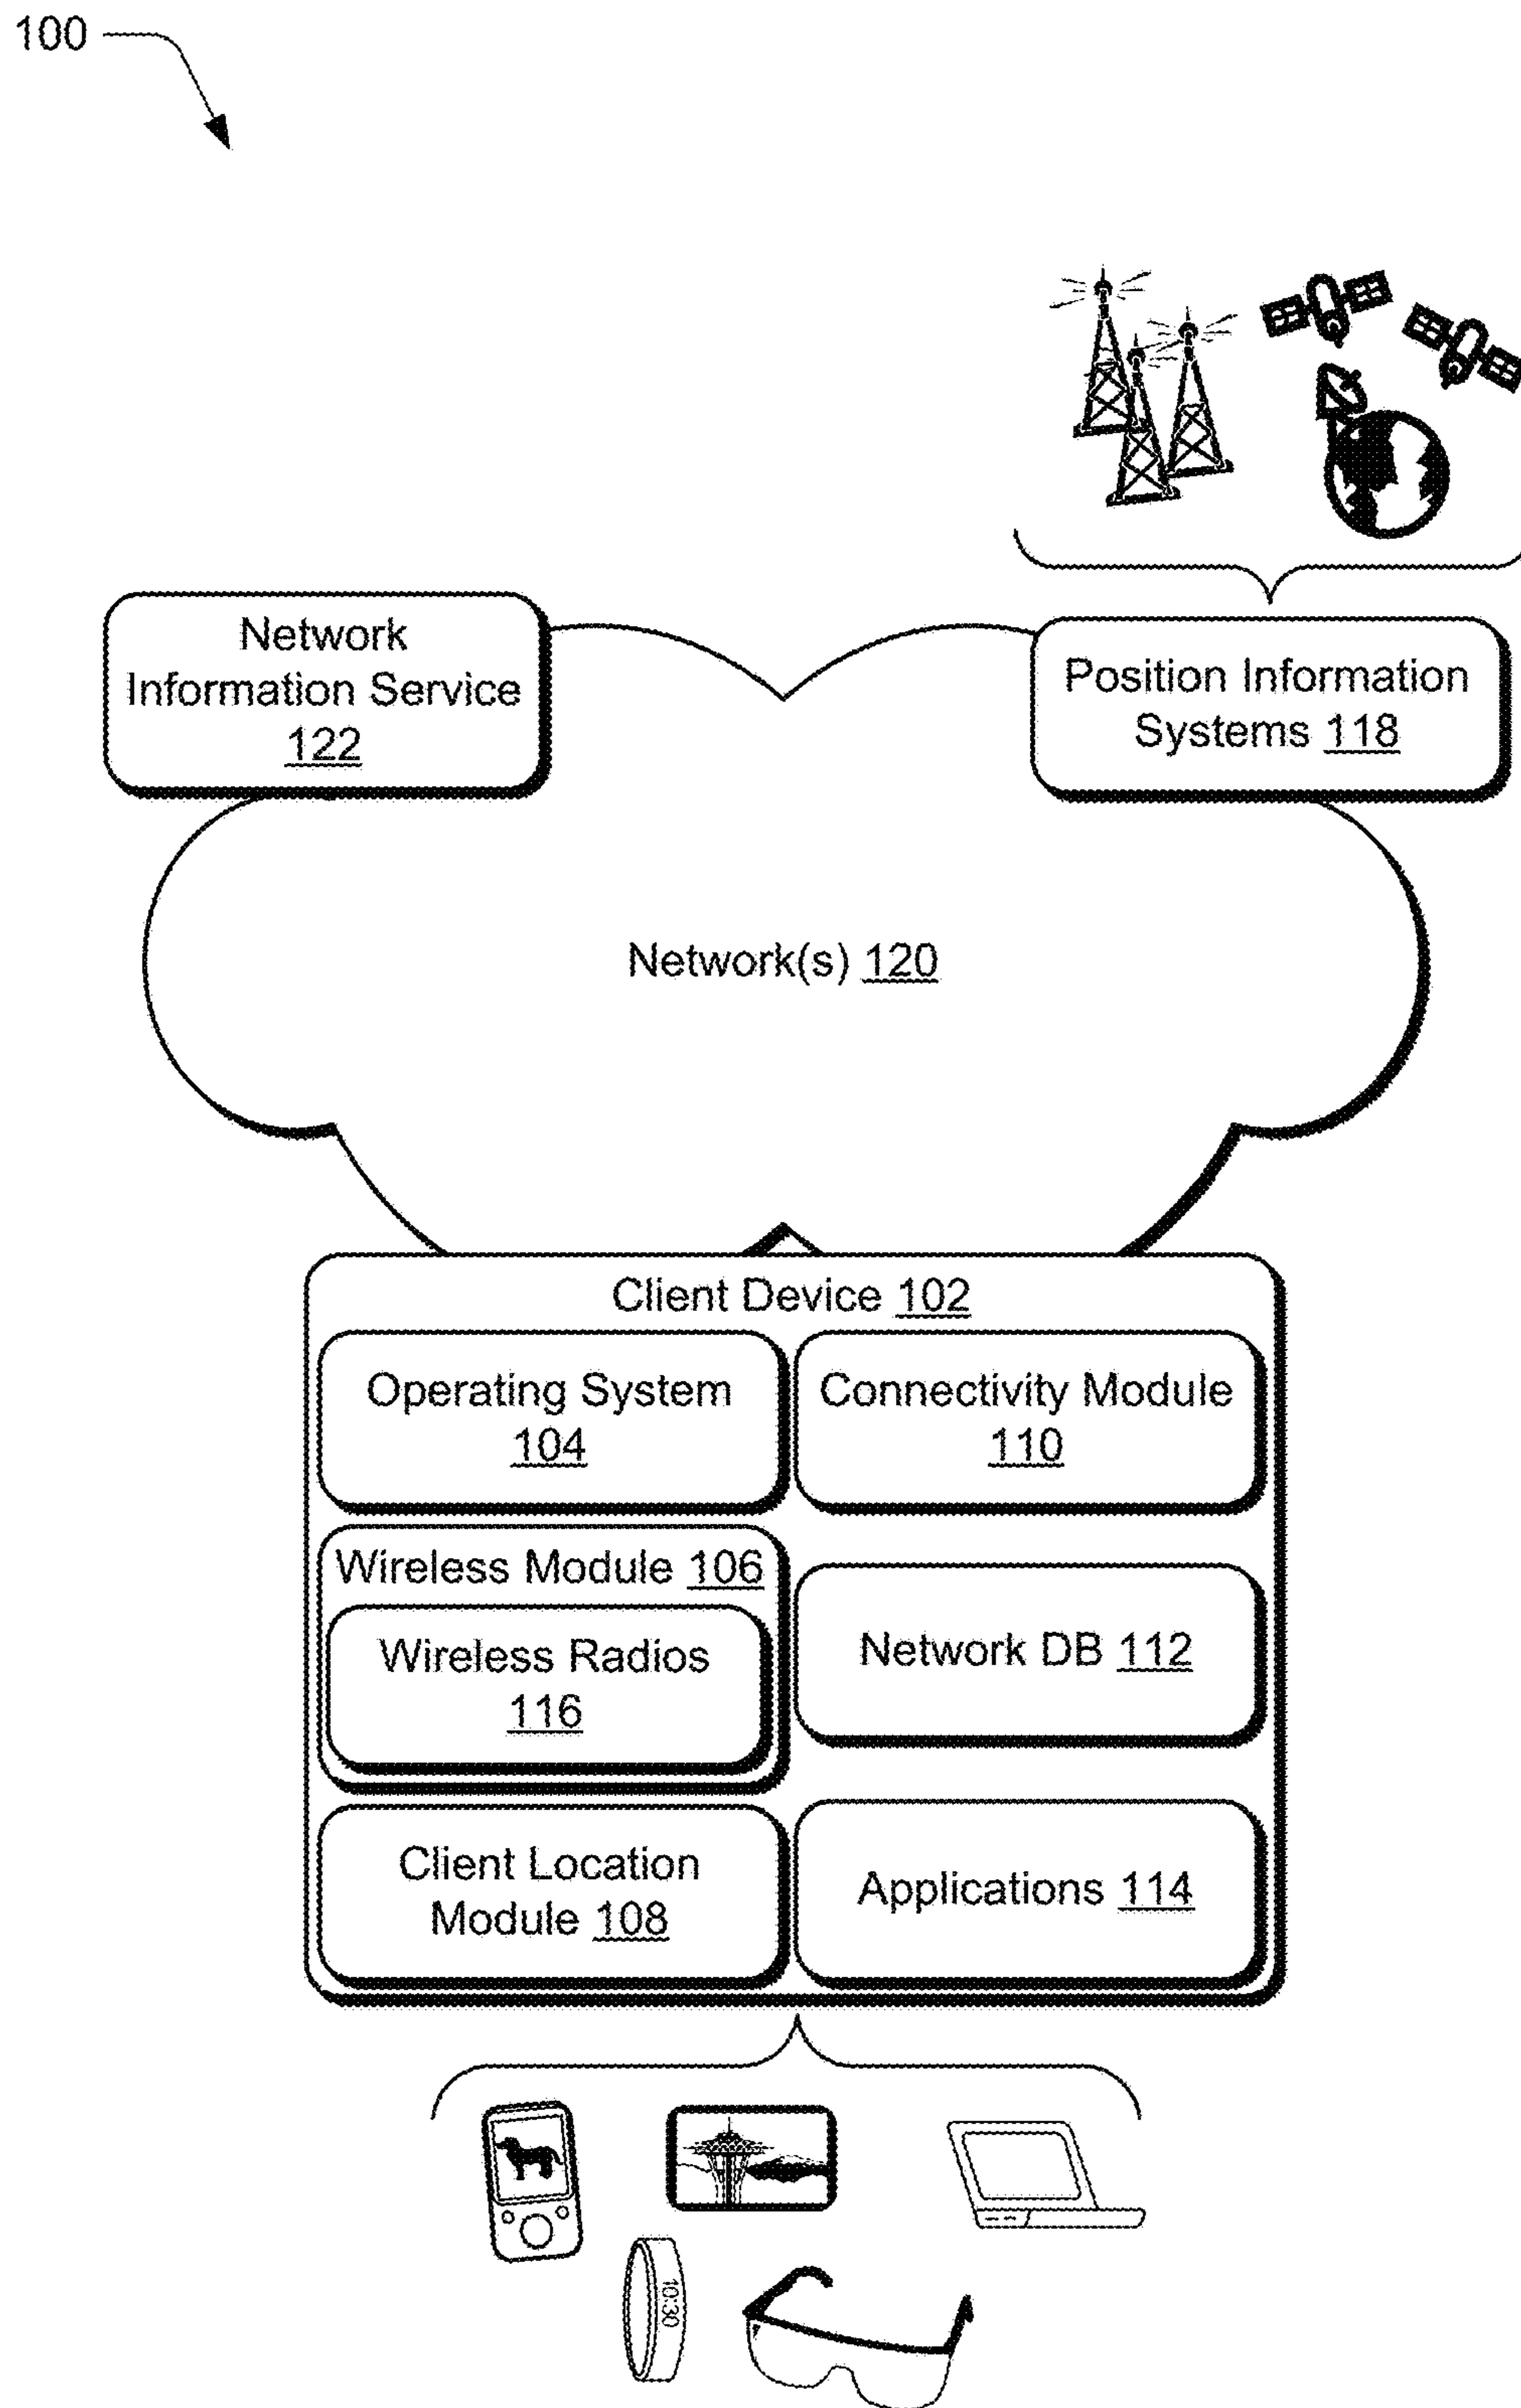 100
Network
Information Service
122
Position Information
Systems 118
Network(s) 120
Client Device 102
Operating System
104
Connectivity Module
110
Wireless Module 106
Wireless Radios
116
Network DB 112
Client Location
Module 108
Applications 114
10:30